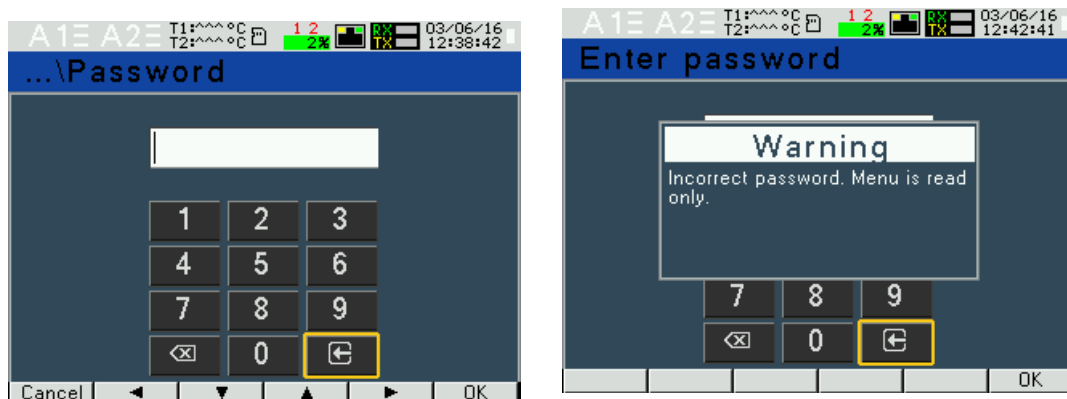 A1 A2 T1:^^^°C T2:^^^°C 1 2 2% RX TX 03/06/16 12:38:42
...\Password
1 2 3
4 5 6
7 8 9
0
Cancel OK
A1 A2 T1:^^^°C T2:^^^°C 1 2 2% RX TX 03/06/16 12:42:41
Enter password
Warning
Incorrect password. Menu is read
only.
7 8 9
0
OK